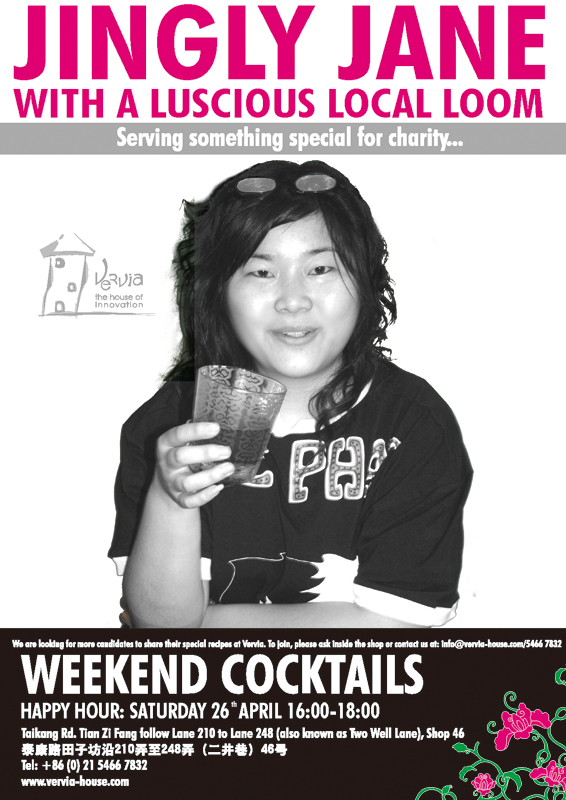 JINGLY JANE
WITH A LUSCIOUS LOCAL LOOM
Serving something special for charity...
Vervia
the house of
innovation
PHA
We are looking for more candidates to share their special recipes at Vervia. To join, please ask inside the shop or contact us at: info@vervia-house.com/5466 7832
WEEKEND COCKTAILS
HAPPY HOUR: SATURDAY 26th APRIL 16:00-18:00
Taikang Rd. Tian Zi Fang follow Lane 210 to Lane 248 (also known as Two Well Lane), Shop 46
泰康路田子坊沿210弄至248弄（二井巷）46号
Tel: +86 (0) 21 5466 7832
www.vervia-house.com